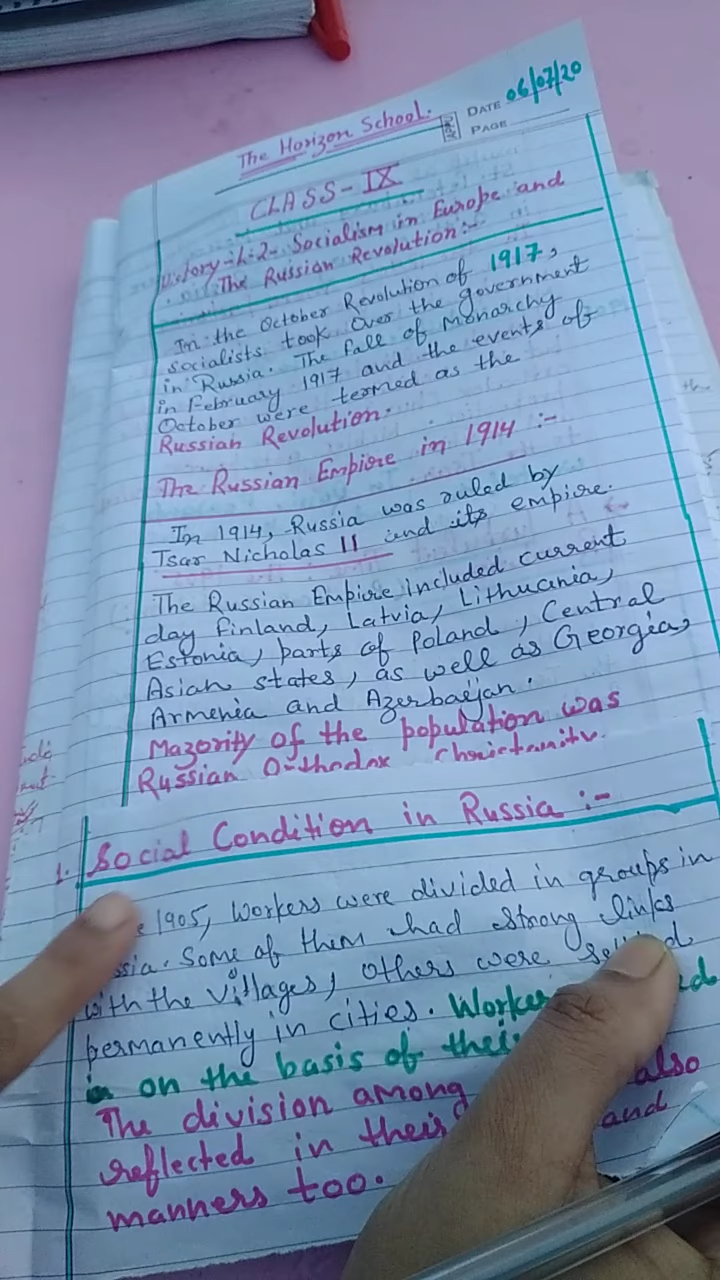 The Horizon School.
DATE 06/07/20
PAGE
CLASS-IX
History-L:2- Socialism in Europe and
The Russian Revolution:-
In the October Revolution of 1917,
socialists took over the government
in Russia. The fall of monarchy
in February 1917 and the events of
October were termed as the
Russian Revolution.
The Russian Empire in 1914 :-
In 1914, Russia was ruled by
Tsar Nicholas II and its empire.
The Russian Empire included current
day finland, Latvia, Lithuania,
Estonia, parts of Poland, Central
Asian states, as well as Georgia,
Armenia and Azerbaijan.
Mazority of the population was
Russian Orthodox Christanity.
1. Social Condition in Russia :-
1905, Workers were divided in groups in
Some of them had strong links
with the villages, others were
permanently in cities.
on the basis of
The division among also
reflected in their and
manners too.